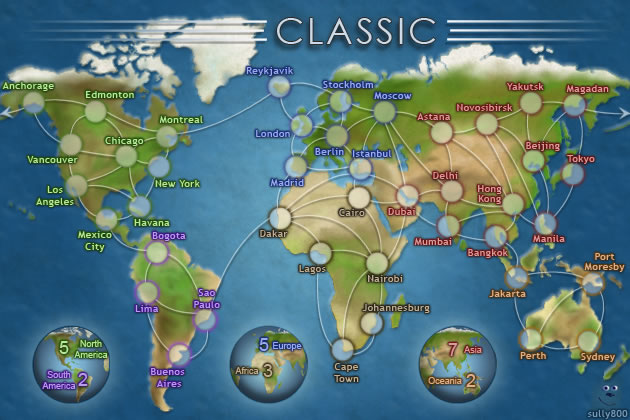 CLASSIC
Reykjavik
Anchorage
Edmonton
Stockholm
Moscow
Yakutsk
Magadan
Montreal
Astana
Novosibirsk
Chicago
London
Vancouver
Berlin
Istanbul
Beijing
Tokyo
Los
Angeles
New York
Madrid
Delhi
Hong
Kong
Havana
Cairo
Dubai
Mexico
City
Bogota
Dakar
Mumbai
Bangkok
Manila
Lagos
Nairobi
Port
Moresby
Lima
Sao
Paulo
Jakarta
Johannesburg
Buenos
Aires
Cape
Town
Perth
Sydney
5 North
America
South
America 2
5 Europe
Africa 3
7 Asia
Oceania 2
sully800